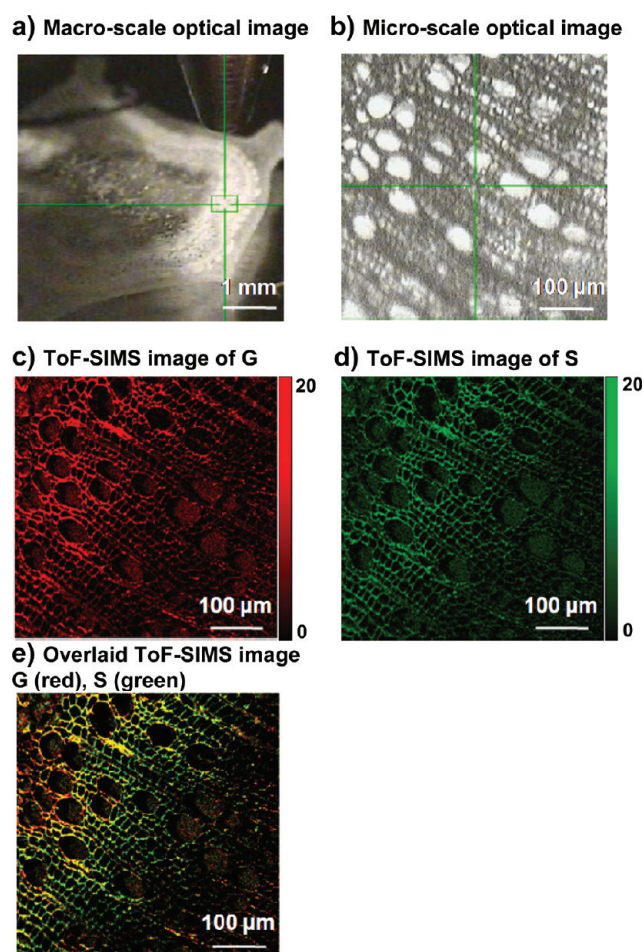 a) Macro-scale optical image
b) Micro-scale optical image
1 mm
100 µm
c) ToF-SIMS image of G
d) ToF-SIMS image of S
20
0
100 µm
20
0
100 µm
e) Overlaid ToF-SIMS image
G (red), S (green)
100 µm